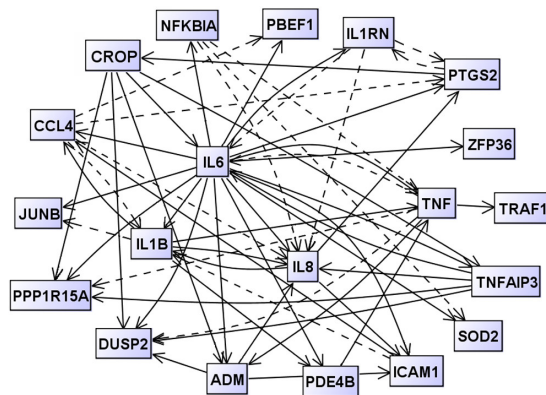 NFKBIA
PBEF1
IL1RN
CROP
PTGS2
CCL4
ZFP36
IL6
JUNB
TNF
TRAF1
IL1B
IL8
TNFAIP3
PPP1R15A
SOD2
DUSP2
ICAM1
ADM
PDE4B